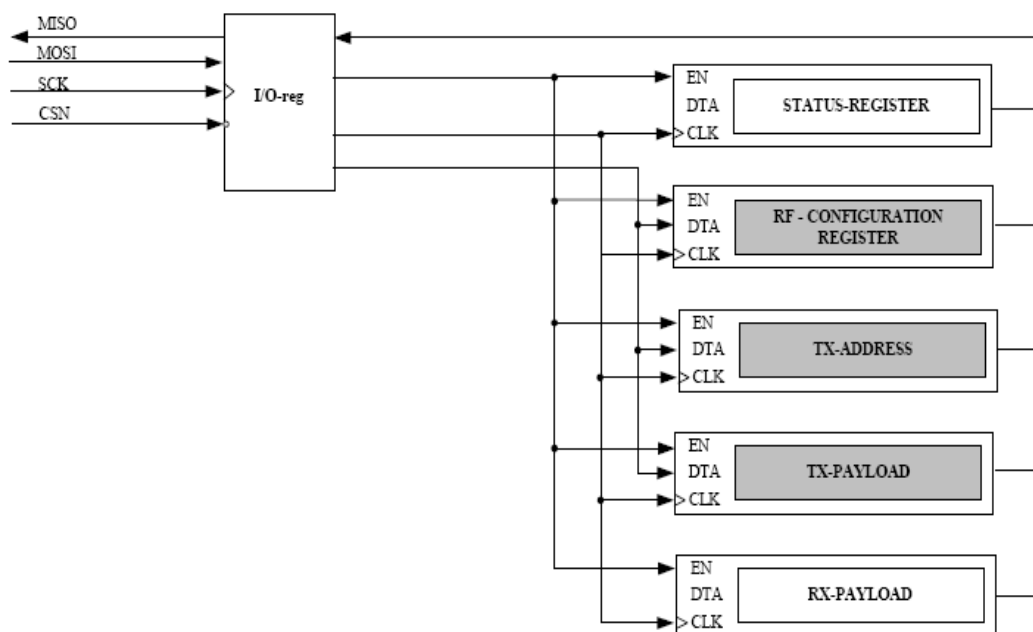 MISO
MOSI
SCK
CSN
I/O-reg
EN
DTA
CLK
STATUS-REGISTER
EN
DTA
CLK
RF - CONFIGURATION
REGISTER
EN
DTA
CLK
TX-ADDRESS
EN
DTA
CLK
TX-PAYLOAD
EN
DTA
CLK
RX-PAYLOAD